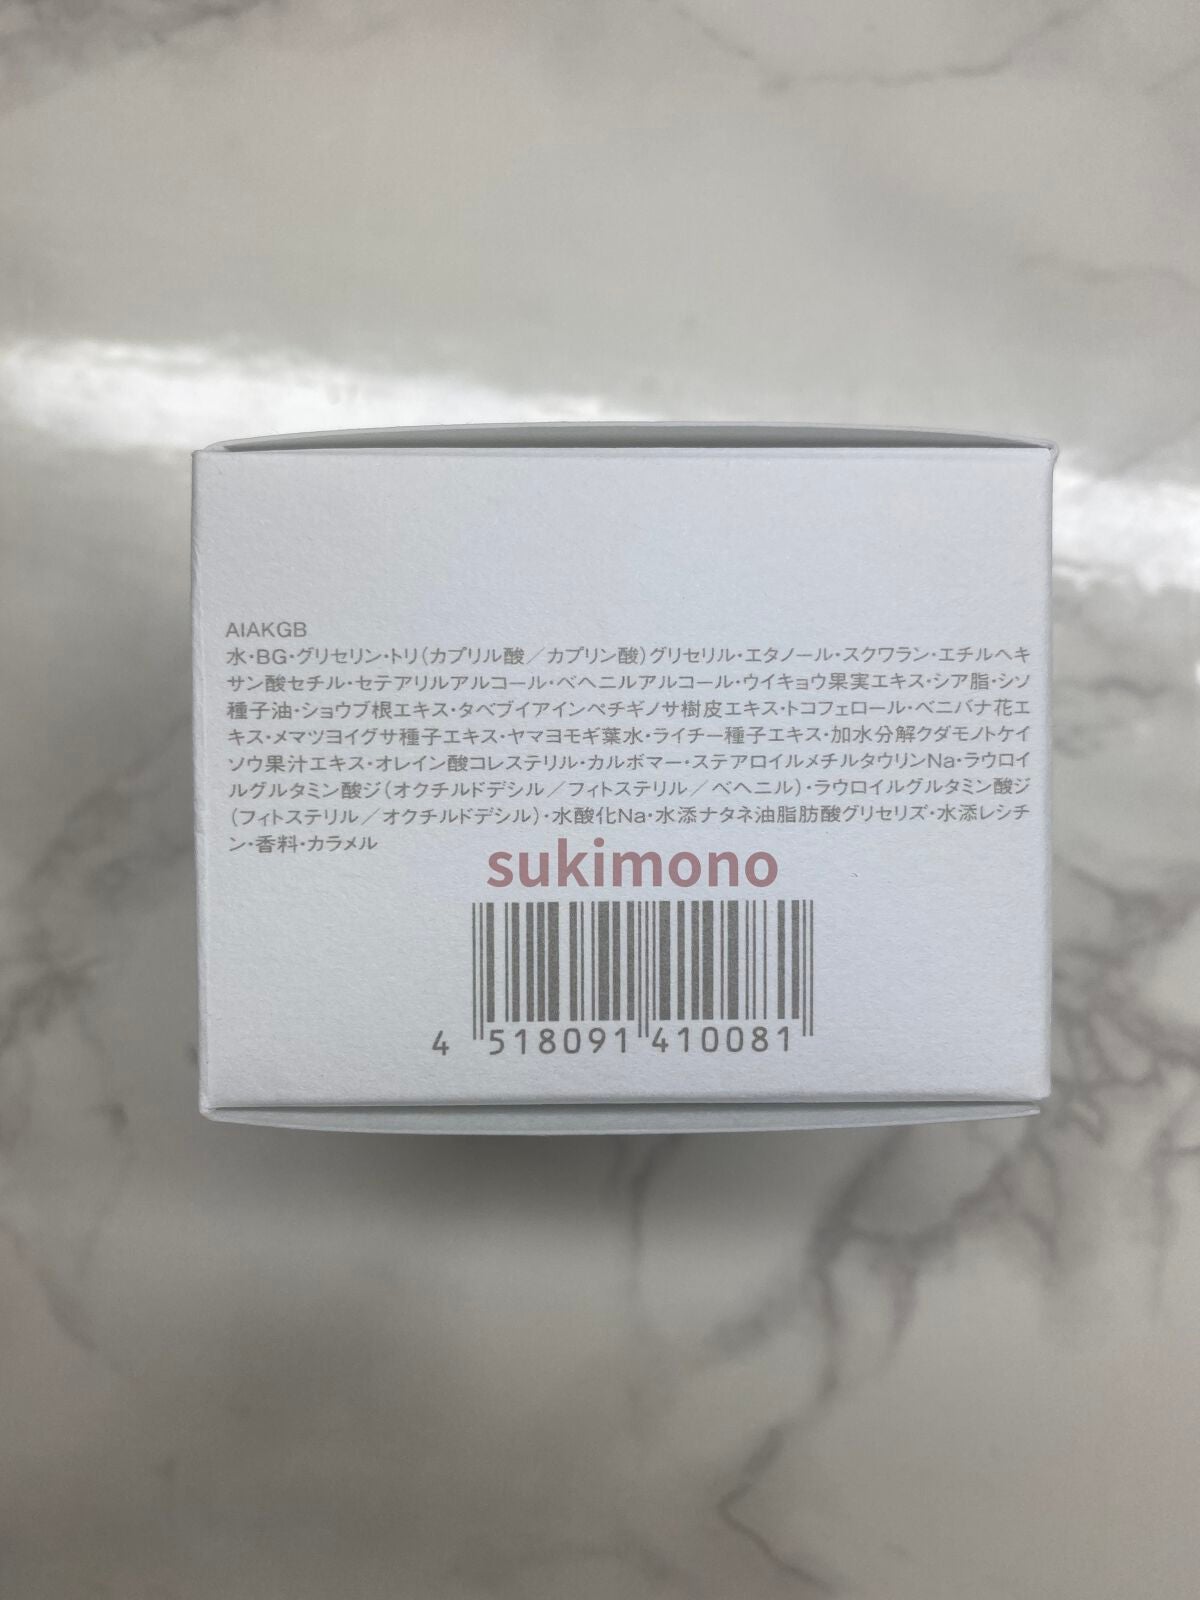 AIAKGB
水・BG・グリセリン・トリ(カプリル酸／カプリン酸)グリセリル・エタノール・スクワラン・エチルヘキ
サン酸セチル・セテアリルアルコール・ベヘニルアルコール・ウイキョウ果実エキス・シア脂・シソ
種子油・ショウブ根エキス・タベブイアインペチギノサ樹皮エキス・トコフェロール・ベニバナ花エ
キス・メマツヨイグサ種子エキス・ヤマヨモギ葉水・ライチー種子エキス・加水分解クダモノトケイ
ソウ果汁エキス・オレイン酸コレステリル・カルボマー・ステアロイルメチルタウリンNa・ラウロイ
ルグルタミン酸ジ(オクチルドデシル／フィトステリル／ベヘニル)・ラウロイルグルタミン酸ジ
(フィトステリル／オクチルドデシル)・水酸化Na・水添ナタネ油脂肪酸グリセリズ・水添レシチ
ン・香料・カラメル
sukimono
4 518091 410081